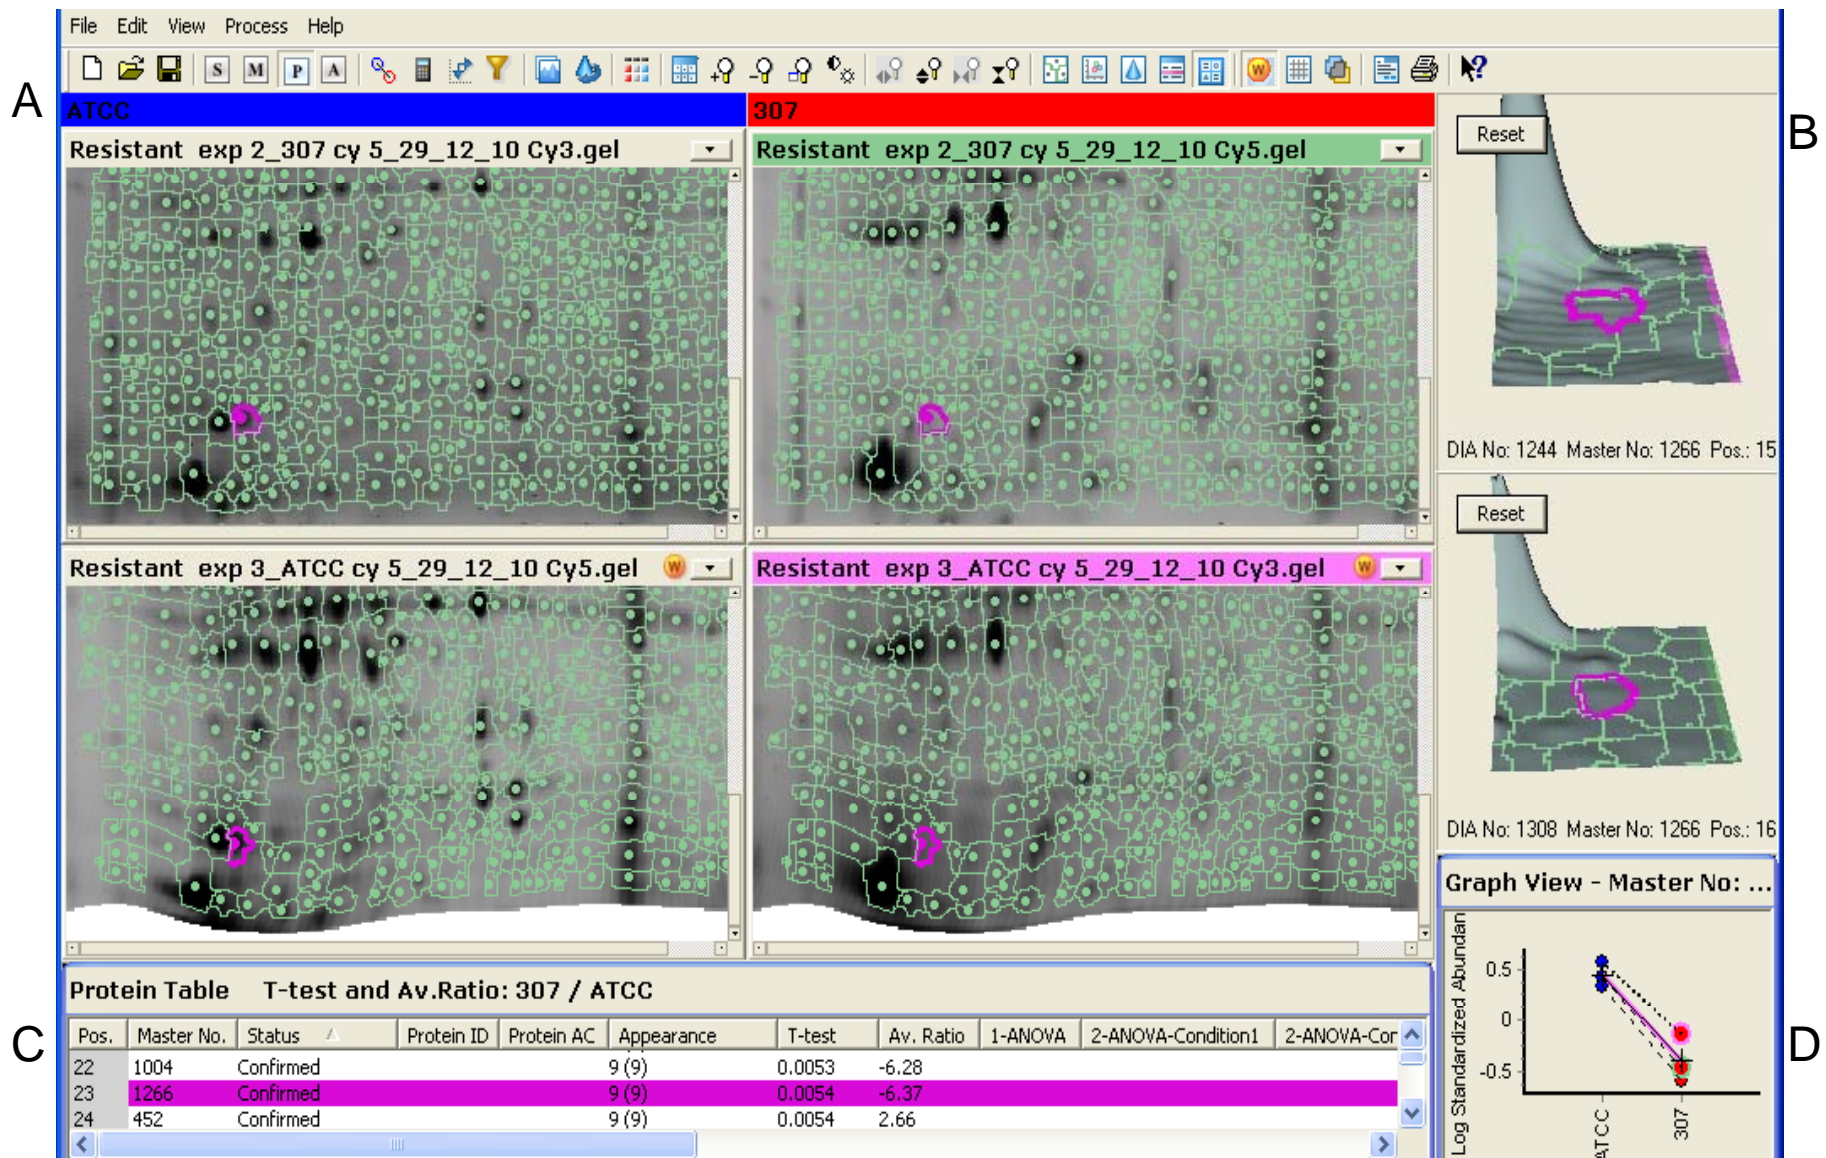 File Edit View Process Help
S M P A W
A
ATCC
307
B
Reset
Resistant exp 2_307 cy 5_29_12_10 Cy3.gel
Resistant exp 2_307 cy 5_29_12_10 Cy5.gel
DIA No: 1244 Master No: 1266 Pos.: 15
Reset
Resistant exp 3_ATCC cy 5_29_12_10 Cy5.gel W
Resistant exp 3_ATCC cy 5_29_12_10 Cy3.gel W
DIA No: 1308 Master No: 1266 Pos.: 16
Graph View - Master No: ...
Log Standardized Abundan
0.5
0
-0.5
ATCC
307
C
D
Protein Table T-test and Av.Ratio: 307 / ATCC
Pos. Master No. Status Protein ID Protein AC Appearance T-test Av. Ratio 1-ANOVA 2-ANOVA-Condition1 2-ANOVA-Cor
22 1004 Confirmed 9 (9) 0.0053 -6.28
23 1266 Confirmed 9 (9) 0.0054 -6.37
24 452 Confirmed 9 (9) 0.0054 2.66